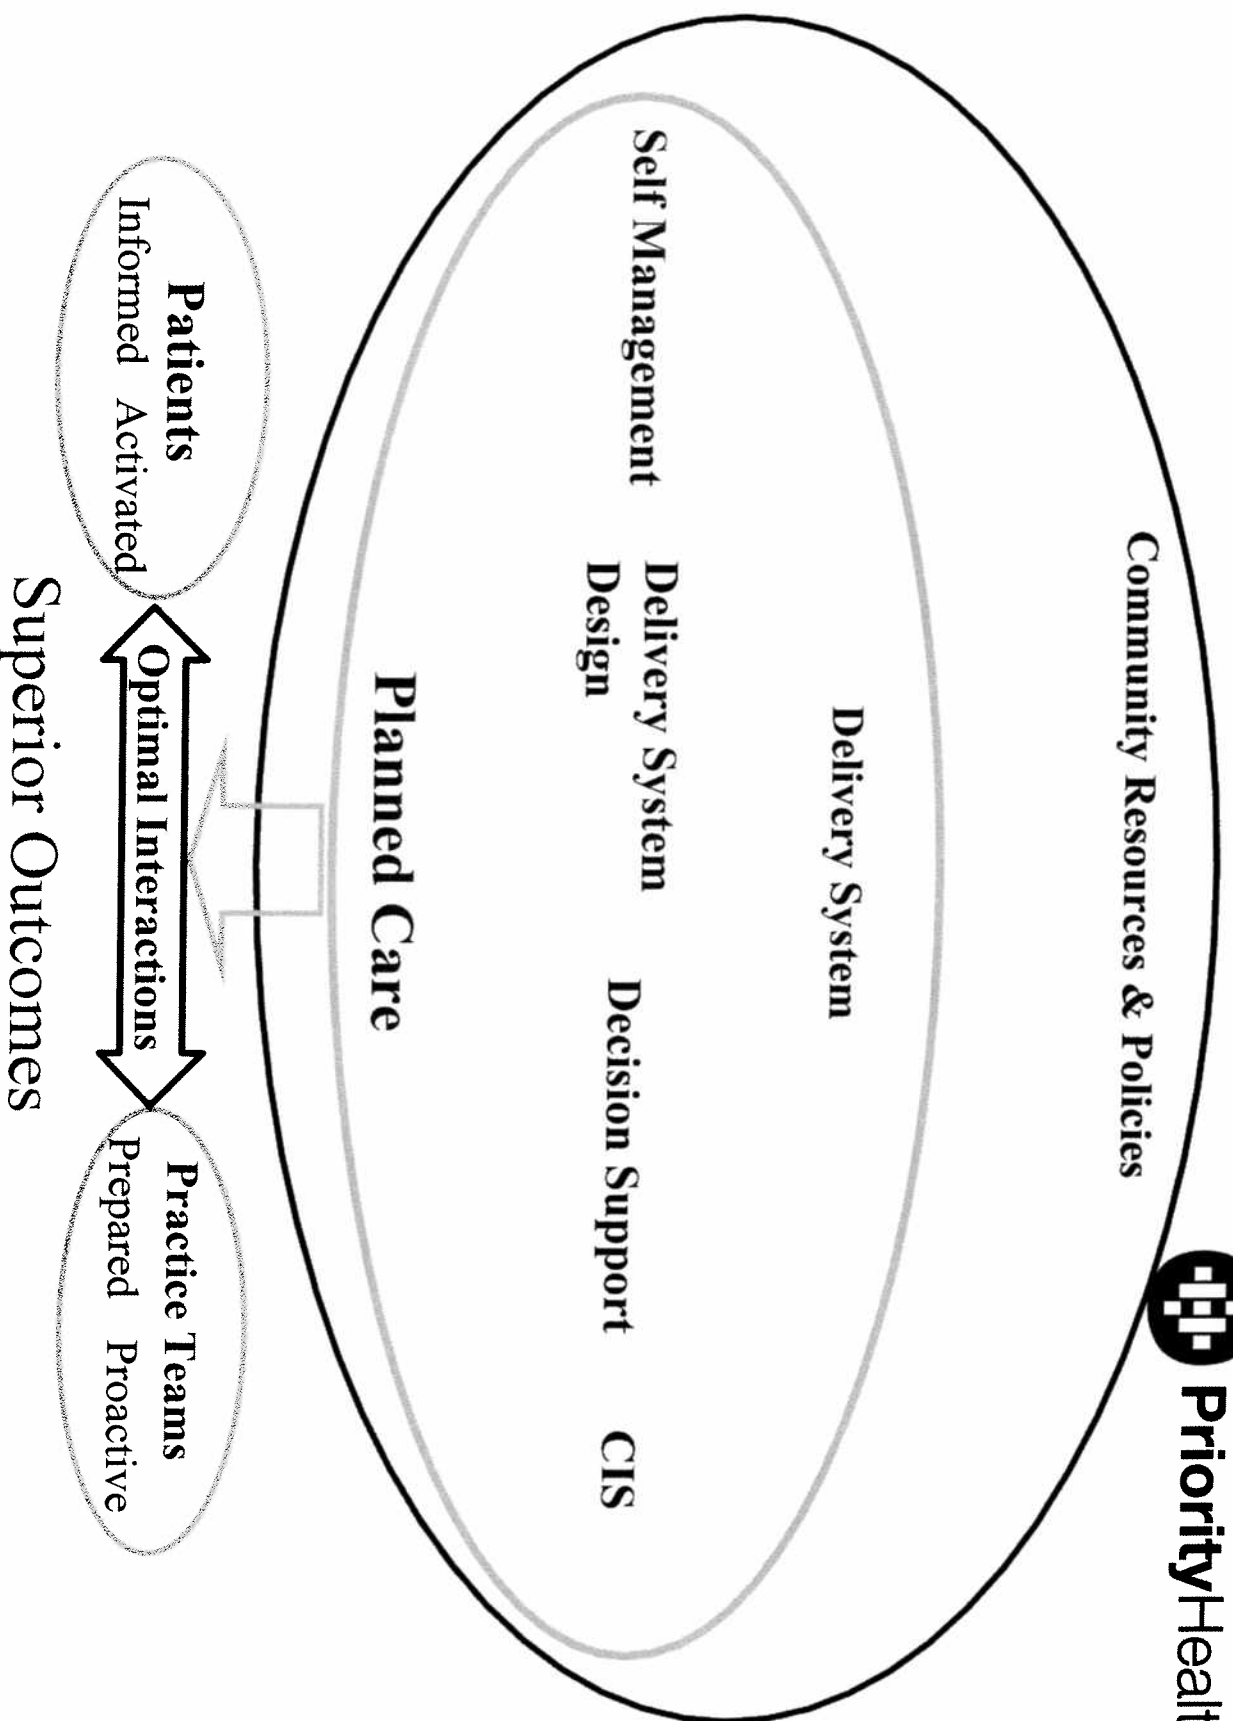 PriorityHealt
Community Resources & Policies
Delivery System
Self Management
Delivery System
Design
Decision Support
CIS
Planned Care
Patients
Informed Activated
Optimal Interactions
Practice Teams
Prepared Proactive
Superior Outcomes